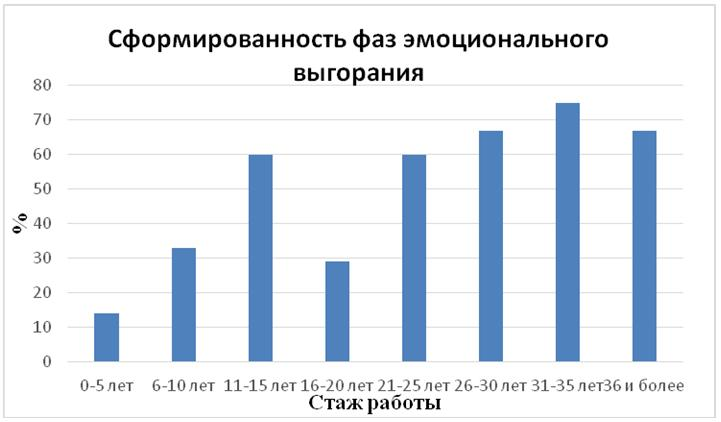 Сформированность фаз эмоционального
выгорания
80
70
60
50
40
30
20
10
0
%
0-5 лет 6-10 лет 11-15 лет 16-20 лет 21-25 лет 26-30 лет 31-35 лет 36 и более
Стаж работы